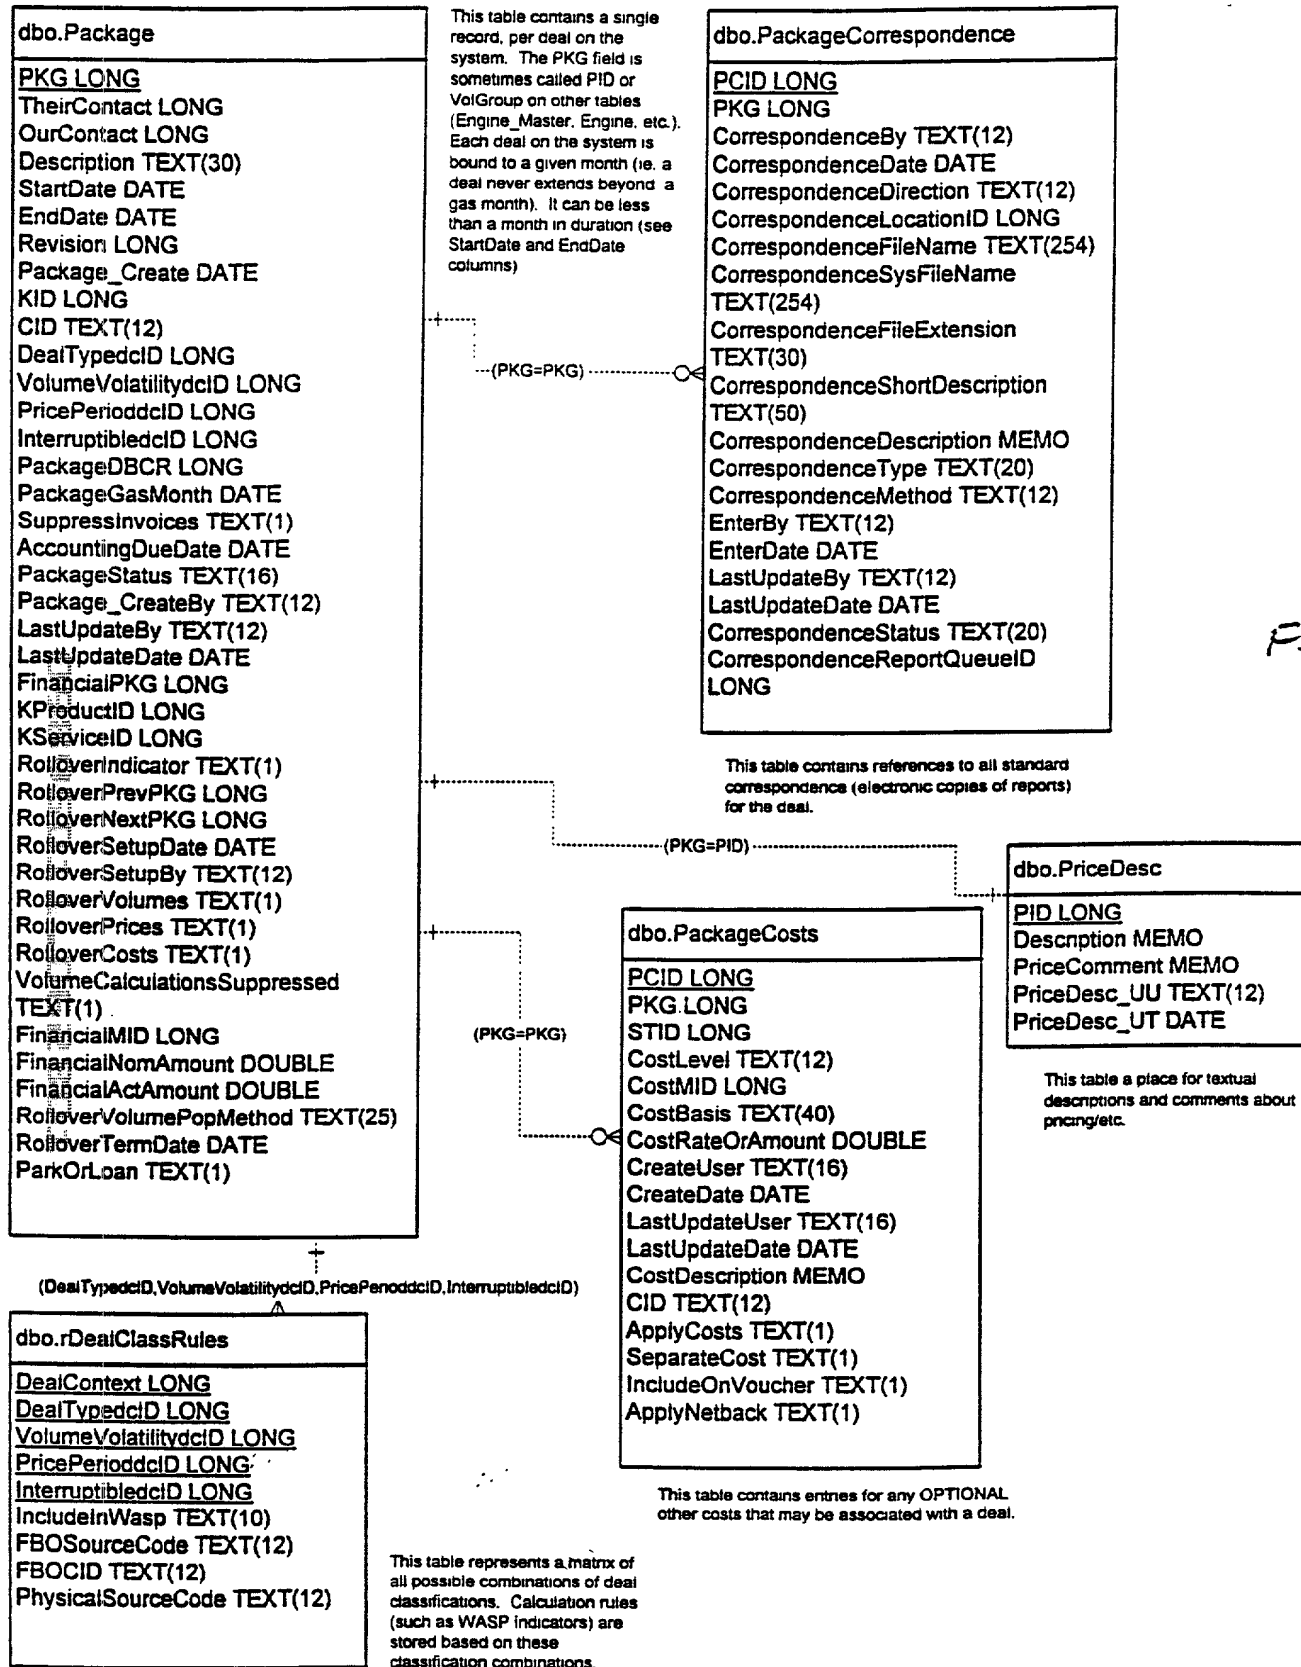 dbo.Package
PKG LONG
TheirContact LONG
OurContact LONG
Description TEXT(30)
StartDate DATE
EndDate DATE
Revision LONG
Package_Create DATE
KID LONG
CID TEXT(12)
DealTypedcID LONG
VolumeVolatilitydcID LONG
PricePerioddcID LONG
InterruptibledcID LONG
PackageDBCR LONG
PackageGasMonth DATE
SuppressInvoices TEXT(1)
AccountingDueDate DATE
PackageStatus TEXT(16)
Package_CreateBy TEXT(12)
LastUpdateBy TEXT(12)
LastUpdateDate DATE
FinancialPKG LONG
KProductID LONG
KServiceID LONG
RolloverIndicator TEXT(1)
RolloverPrevPKG LONG
RolloverNextPKG LONG
RolloverSetupDate DATE
RolloverSetupBy TEXT(12)
RolloverVolumes TEXT(1)
RolloverPrices TEXT(1)
RolloverCosts TEXT(1)
VolumeCalculationsSuppressed
TEXT(1)
FinancialMID LONG
FinancialNomAmount DOUBLE
FinancialActAmount DOUBLE
RolloverVolumePopMethod TEXT(25)
RolloverTermDate DATE
ParkOrLoan TEXT(1)
This table contains a single
record, per deal on the
system. The PKG field is
sometimes called PID or
VolGroup on other tables
(Engine_Master, Engine, etc.).
Each deal on the system is
bound to a given month (ie. a
deal never extends beyond a
gas month). It can be less
than a month in duration (see
StartDate and EndDate
columns)
(PKG=PKG)
dbo.PackageCorrespondence
PCID LONG
PKG LONG
CorrespondenceBy TEXT(12)
CorrespondenceDate DATE
CorrespondenceDirection TEXT(12)
CorrespondenceLocationID LONG
CorrespondenceFileName TEXT(254)
CorrespondenceSysFileName
TEXT(254)
CorrespondenceFileExtension
TEXT(30)
CorrespondenceShortDescription
TEXT(50)
CorrespondenceDescription MEMO
CorrespondenceType TEXT(20)
CorrespondenceMethod TEXT(12)
EnterBy TEXT(12)
EnterDate DATE
LastUpdateBy TEXT(12)
LastUpdateDate DATE
CorrespondenceStatus TEXT(20)
CorrespondenceReportQueueID
LONG
This table contains references to all standard
correspondence (electronic copies of reports)
for the deal.
(PKG=PID)
dbo.PriceDesc
PID LONG
Description MEMO
PriceComment MEMO
PriceDesc_UU TEXT(12)
PriceDesc_UT DATE
This table a place for textual
descriptions and comments about
pricing/etc.
(PKG=PKG)
dbo.PackageCosts
PCID LONG
PKG LONG
STID LONG
CostLevel TEXT(12)
CostMID LONG
CostBasis TEXT(40)
CostRateOrAmount DOUBLE
CreateUser TEXT(16)
CreateDate DATE
LastUpdateUser TEXT(16)
LastUpdateDate DATE
CostDescription MEMO
CID TEXT(12)
ApplyCosts TEXT(1)
SeparateCost TEXT(1)
IncludeOnVoucher TEXT(1)
ApplyNetback TEXT(1)
This table contains entries for any OPTIONAL
other costs that may be associated with a deal.
(DealTypedcID,VolumeVolatilitydcID,PricePerioddcID,InterruptibledcID)
dbo.rDealClassRules
DealContext LONG
DealTypedcID LONG
VolumeVolatilitydcID LONG
PricePerioddcID LONG
InterruptibledcID LONG
IncludeInWasp TEXT(10)
FBOSourceCode TEXT(12)
FBOCID TEXT(12)
PhysicalSourceCode TEXT(12)
This table represents a matrix of
all possible combinations of deal
classifications. Calculation rules
(such as WASP indicators) are
stored based on these
classification combinations.